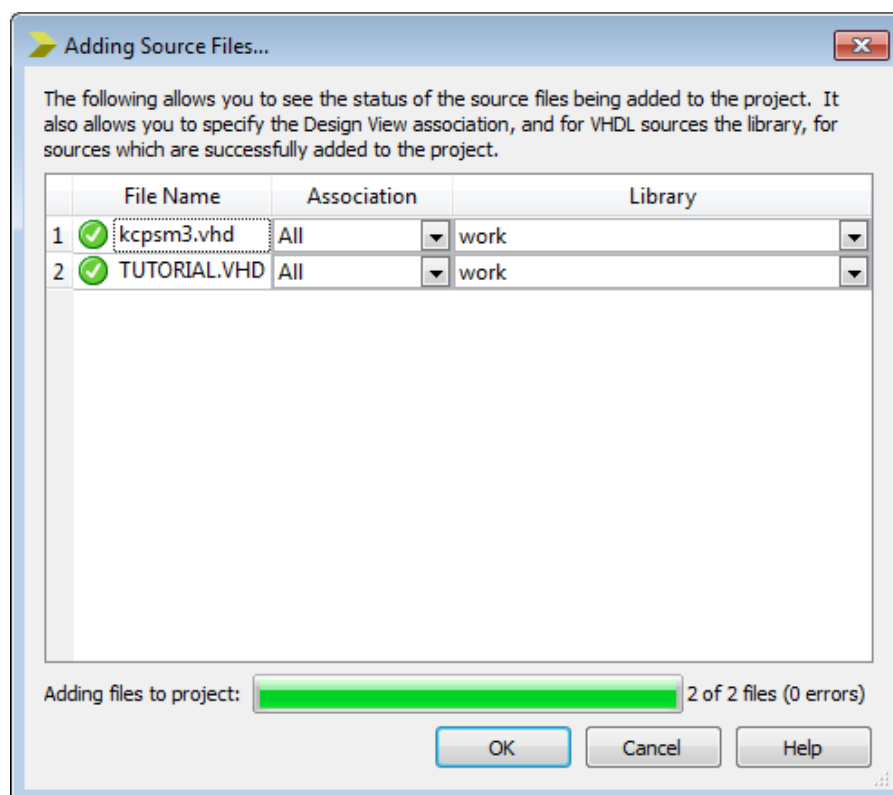 Adding Source Files...
The following allows you to see the status of the source files being added to the project.  It
also allows you to specify the Design View association, and for VHDL sources the library, for
sources which are successfully added to the project.
File Name Association Library
1 kcpsm3.vhd All work
2 TUTORIAL.VHD All work
Adding files to project: 2 of 2 files (0 errors)
OK Cancel Help